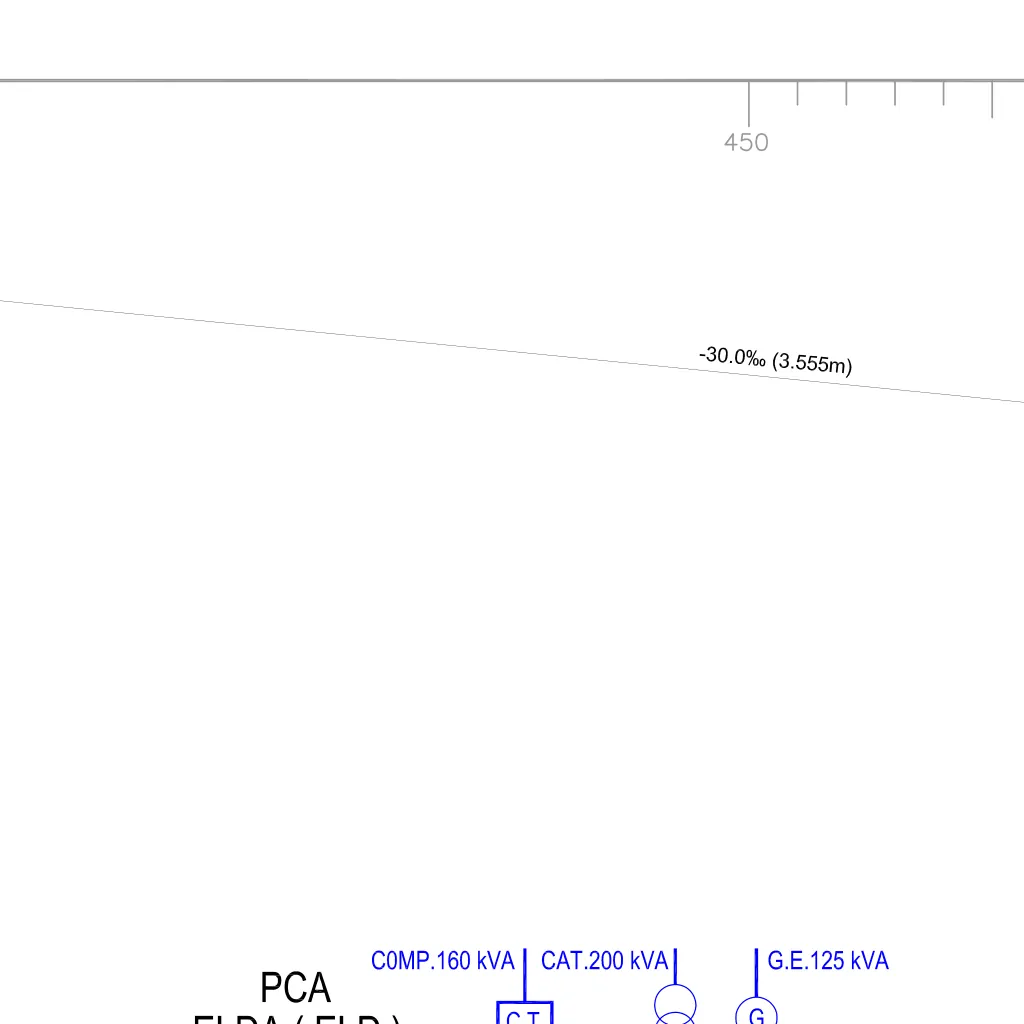 450
-30.0‰ (3.555m)
C0MP.160 kVA CAT.200 kVA G.E.125 kVA
PCA
C.T. G